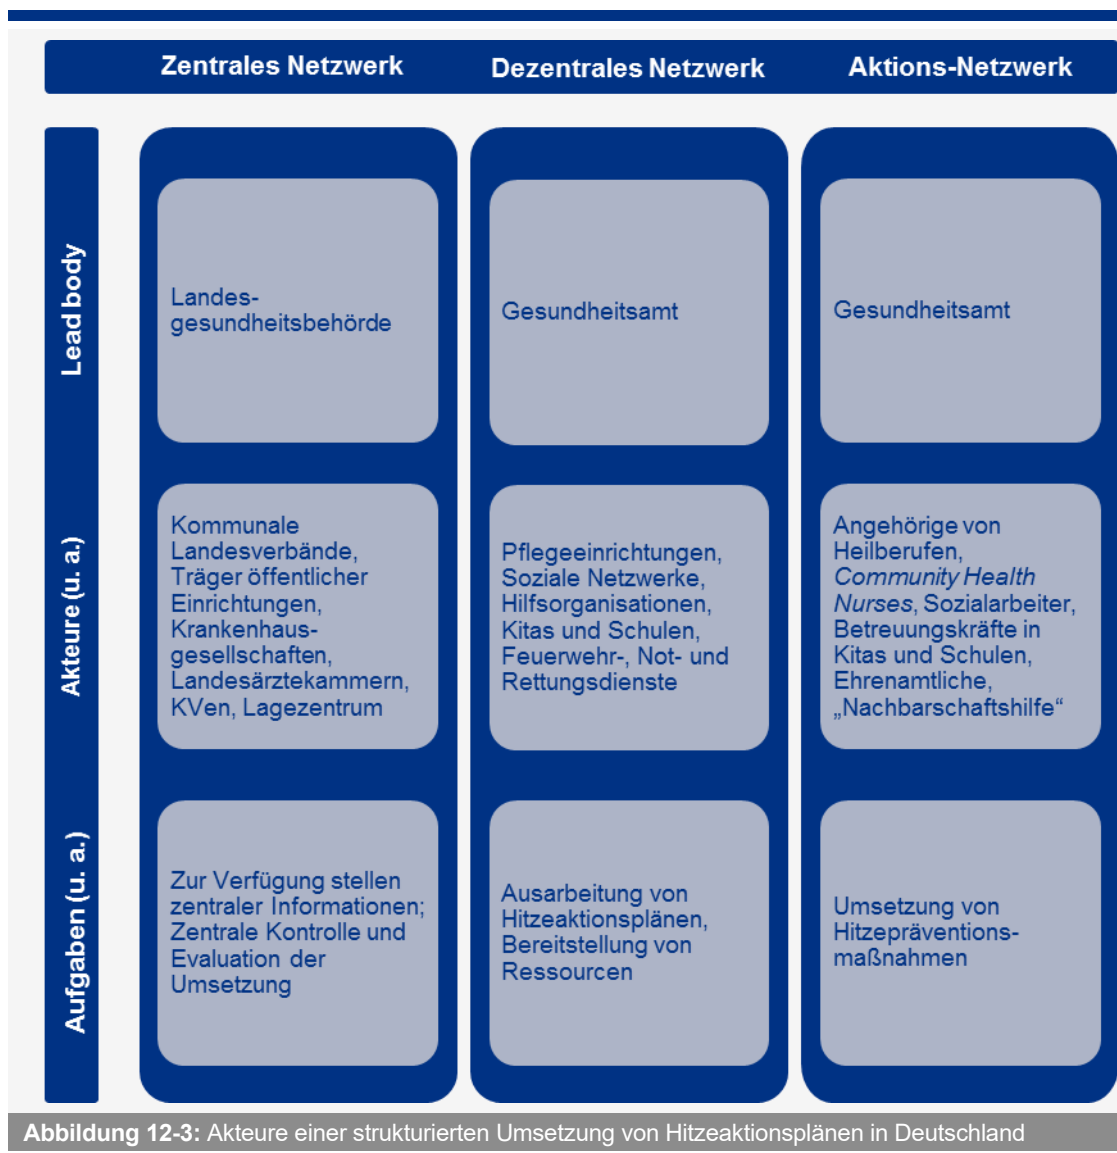 Zentrales Netzwerk
Dezentrales Netzwerk
Aktions-Netzwerk
Lead body
Landes-
gesundheitsbehörde
Gesundheitsamt
Gesundheitsamt
Akteure (u. a.)
Kommunale
Landesverbände,
Träger öffentlicher
Einrichtungen,
Krankenhaus-
gesellschaften,
Landesärztekammern,
KVen, Lagezentrum
Pflegeeinrichtungen,
Soziale Netzwerke,
Hilfsorganisationen,
Kitas und Schulen,
Feuerwehr-, Not- und
Rettungsdienste
Angehörige von
Heilberufen,
Community Health
Nurses, Sozialarbeiter,
Betreuungskräfte in
Kitas und Schulen,
Ehrenamtliche,
„Nachbarschaftshilfe“
Aufgaben (u. a.)
Zur Verfügung stellen
zentraler Informationen;
Zentrale Kontrolle und
Evaluation der
Umsetzung
Ausarbeitung von
Hitzeaktionsplänen,
Bereitstellung von
Ressourcen
Umsetzung von
Hitzepräventions-
maßnahmen
Abbildung 12-3: Akteure einer strukturierten Umsetzung von Hitzeaktionsplänen in Deutschland